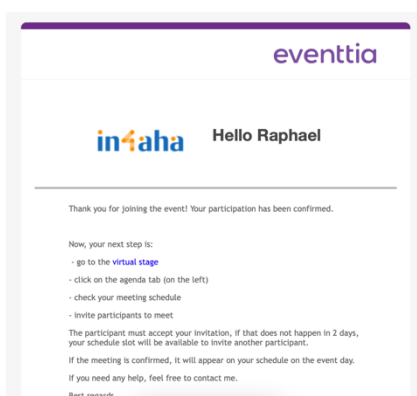 eventtia
in4aha
Hello Raphael
Thank you for joining the event! Your participation has been confirmed.
Now, your next step is:
- go to the virtual stage
- click on the agenda tab (on the left)
- check your meeting schedule
- invite participants to meet
The participant must accept your invitation, if that does not happen in 2 days,
your schedule slot will be available to invite another participant.
If the meeting is confirmed, it will appear on your schedule on the event day.
If you need any help, feel free to contact me.
Best regards